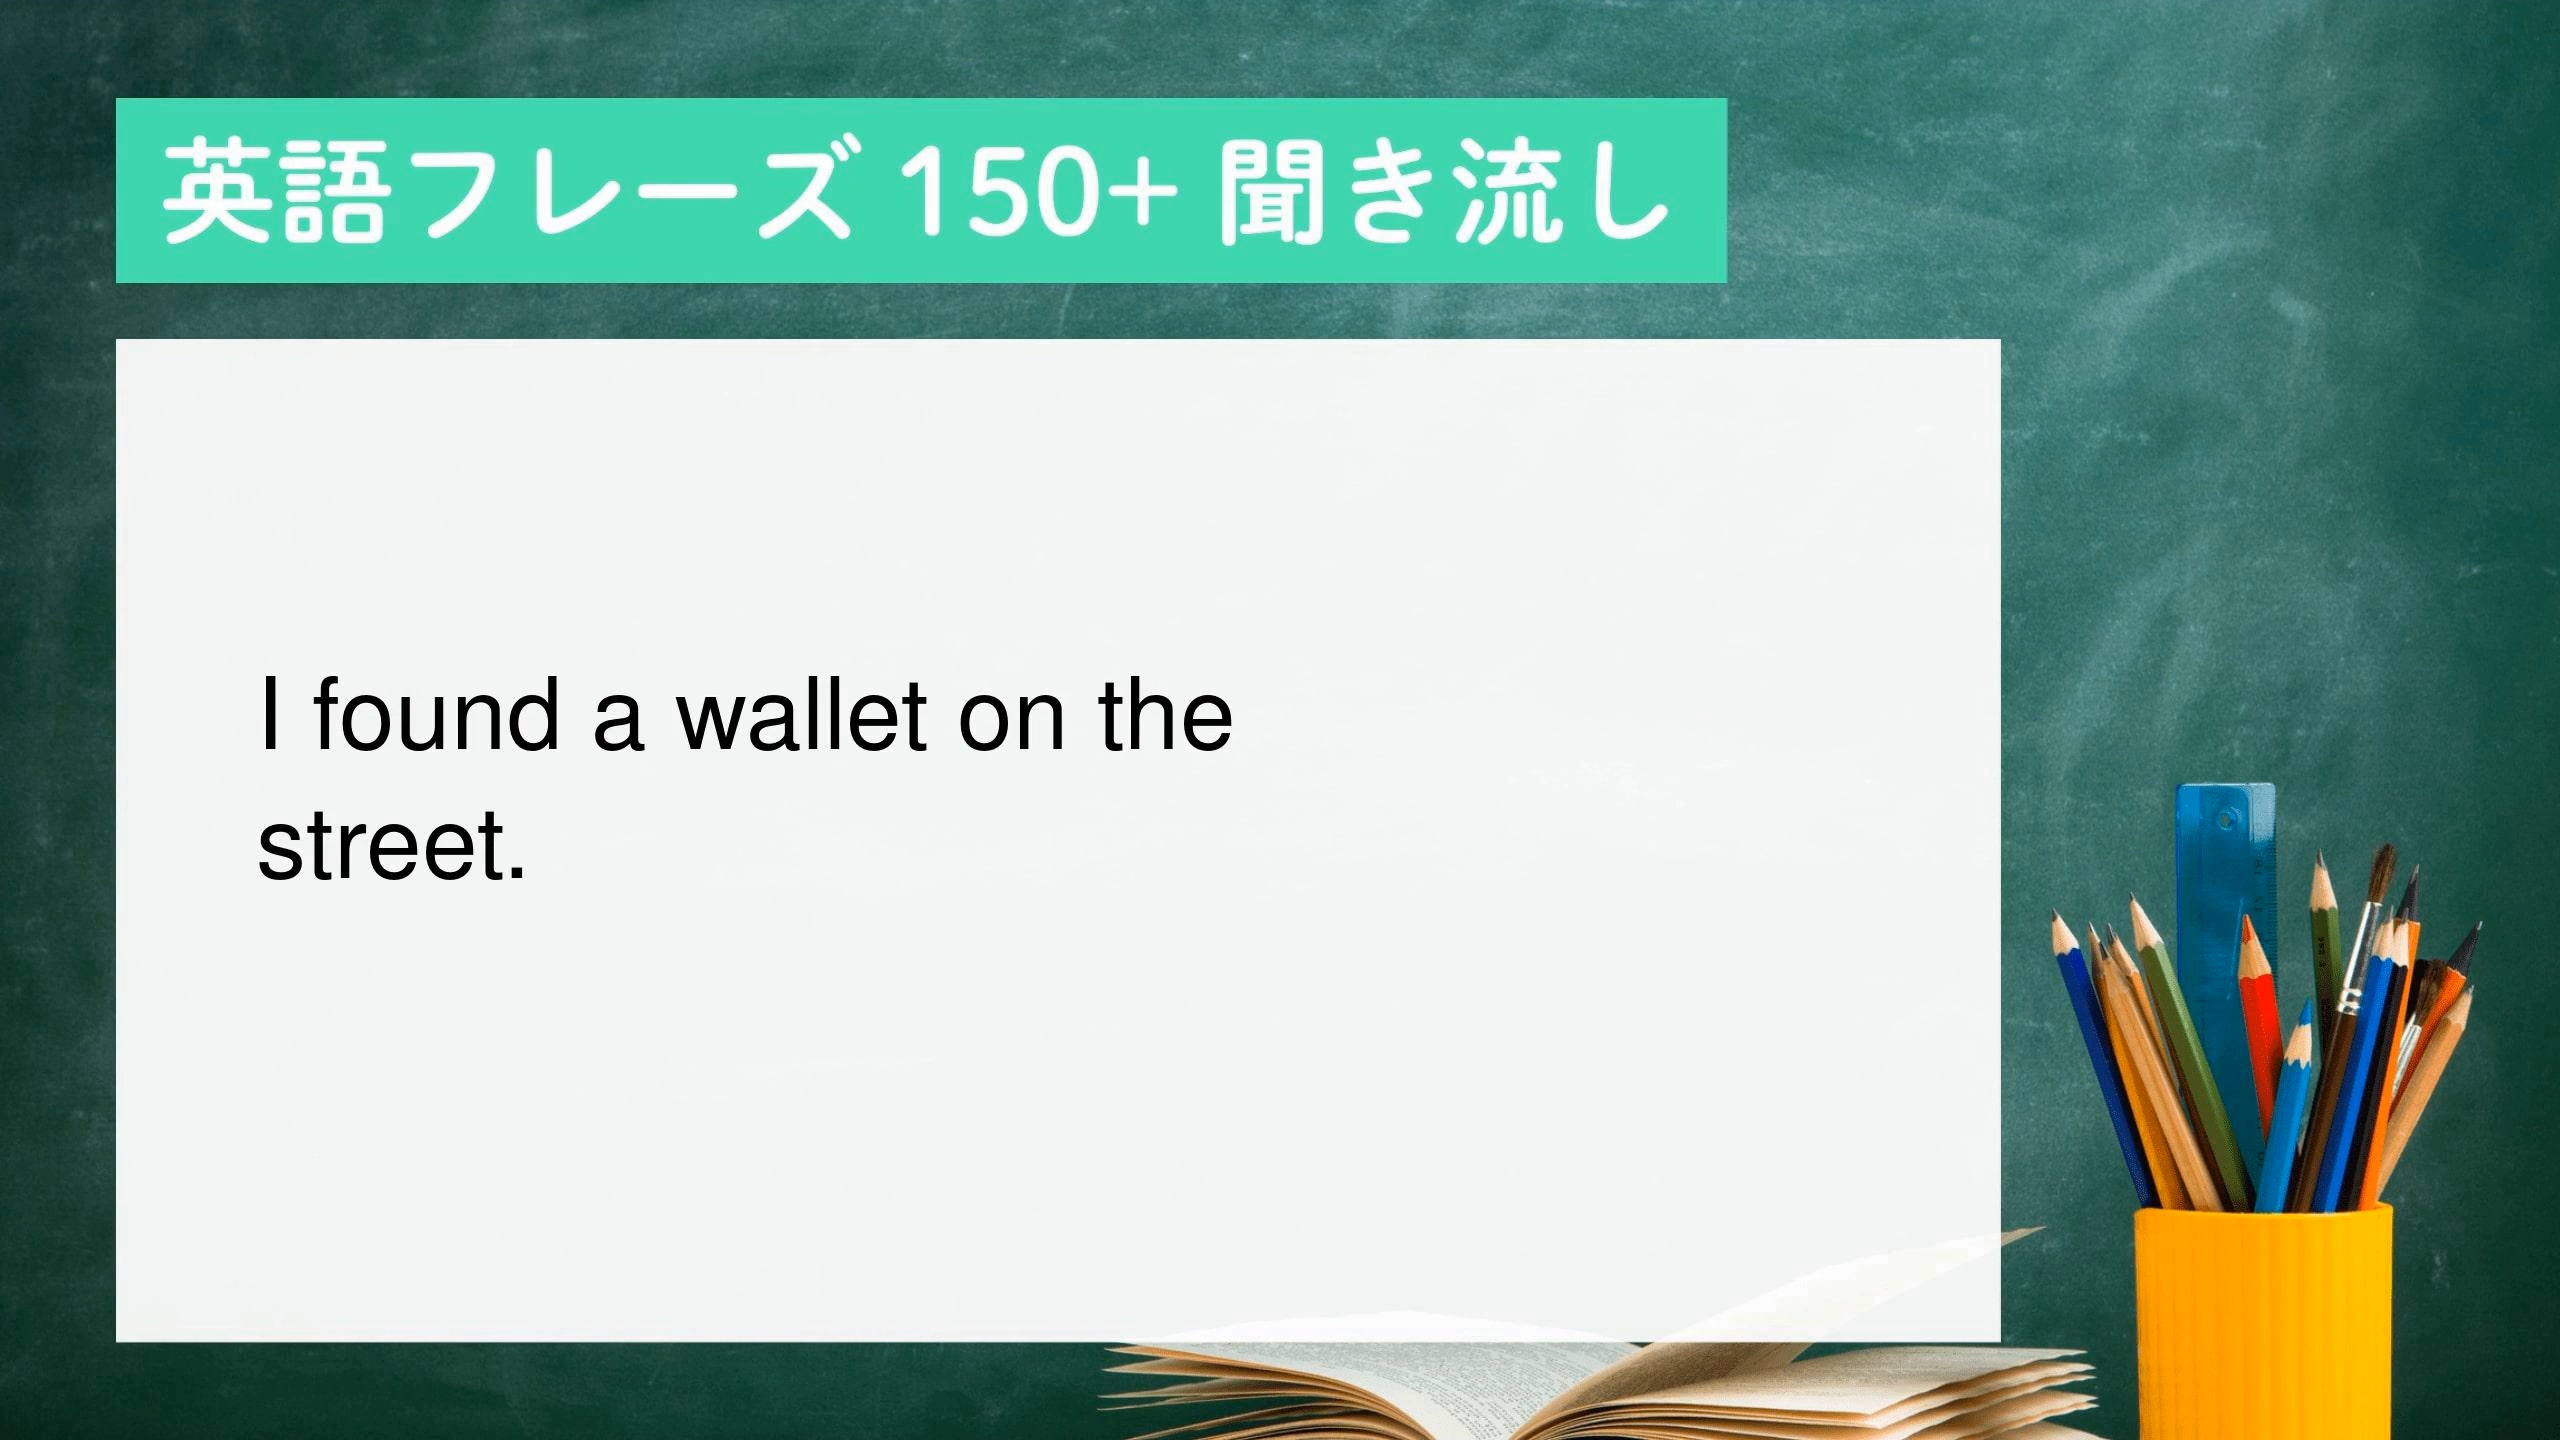 英語フレーズ 150+ 聞き流し
I found a wallet on the
street.